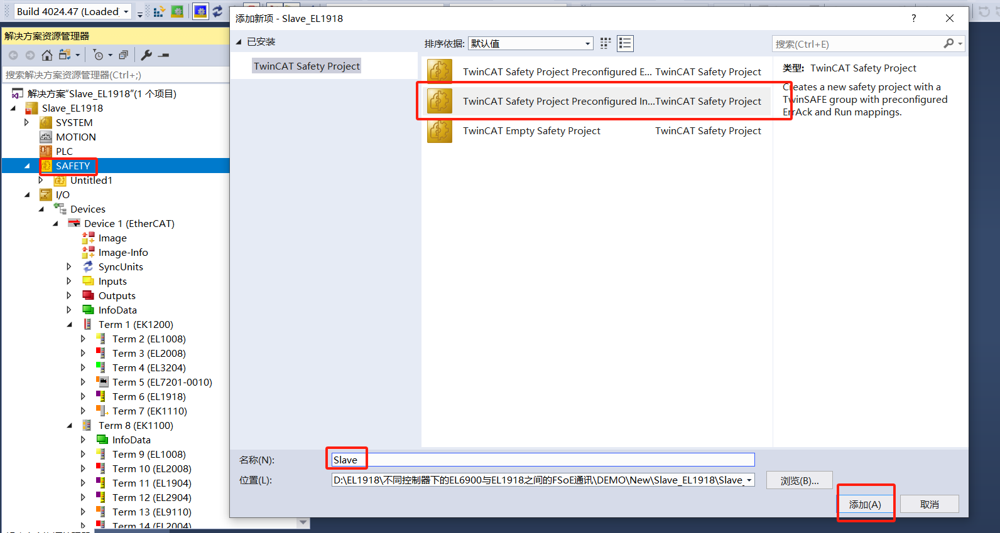 Build 4024.47 (Loaded)
解决方案资源管理器
搜索解决方案资源管理器(Ctrl+;)
解决方案"Slave_EL1918"(1 个项目)
Slave_EL1918
SYSTEM
MOTION
PLC
SAFETY
Untitled1
I/O
Devices
Device 1 (EtherCAT)
Image
Image-Info
SyncUnits
Inputs
Outputs
InfoData
Term 1 (EK1200)
Term 2 (EL1008)
Term 3 (EL2008)
Term 4 (EL3204)
Term 5 (EL7201-0010)
Term 6 (EL1918)
Term 7 (EK1110)
Term 8 (EK1100)
InfoData
Term 9 (EL1008)
Term 10 (EL2008)
Term 11 (EL1904)
Term 12 (EL2904)
Term 13 (EL9110)
Term 14 (EL2004)
添加新项 - Slave_EL1918
?
已安装
TwinCAT Safety Project
排序依据: 默认值
搜索(Ctrl+E)
TwinCAT Safety Project Preconfigured E... TwinCAT Safety Project
TwinCAT Safety Project Preconfigured In...TwinCAT Safety Project
TwinCAT Empty Safety Project TwinCAT Safety Project
类型: TwinCAT Safety Project
Creates a new safety project with a
TwinSAFE group with preconfigured
ErrAck and Run mappings.
名称(N): Slave
位置(L): D:\EL1918\不同控制器下的EL6900与EL1918之间的FSoE通讯\DEMO\New\Slave_EL1918\Slave_
浏览(B)...
添加(A)
取消